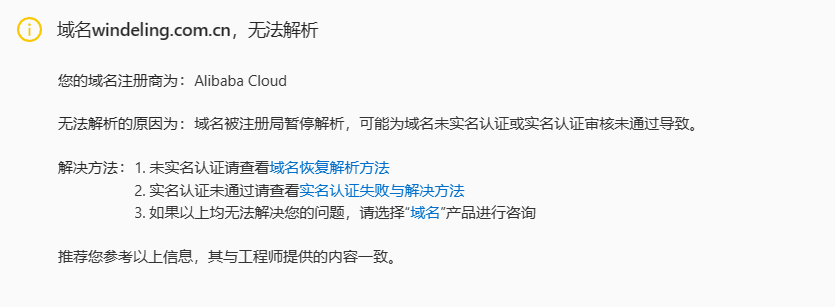 域名windeling.com.cn，无法解析
您的域名注册商为：Alibaba Cloud
无法解析的原因为：域名被注册局暂停解析，可能为域名未实名认证或实名认证审核未通过导致。
解决方法：1. 未实名认证请查看域名恢复解析方法
2. 实名认证未通过请查看实名认证失败与解决方法
3. 如果以上均无法解决您的问题，请选择“域名”产品进行咨询
推荐您参考以上信息，其与工程师提供的内容一致。